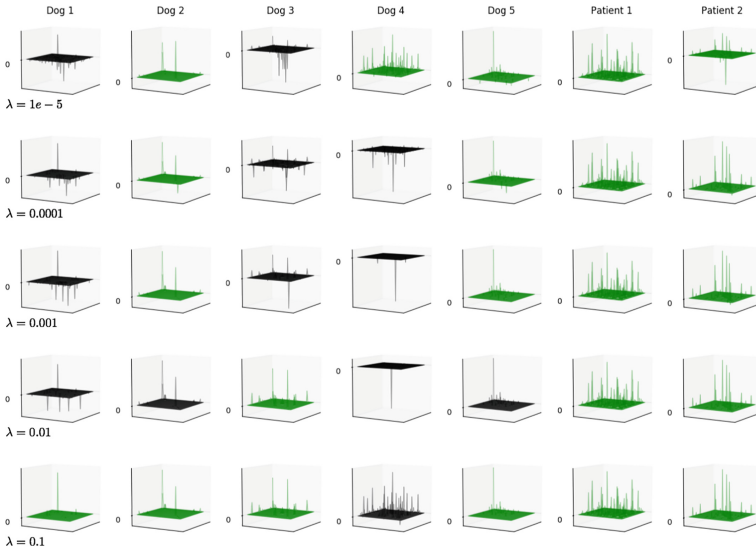 Dog 1 Dog 2 Dog 3 Dog 4 Dog 5 Patient 1 Patient 2
0 0 0 0 0 0 0
λ = 1e − 5
0 0 0 0 0 0 0
λ = 0.0001
0 0 0 0 0 0 0
λ = 0.001
0 0 0 0 0 0 0
λ = 0.01
0 0 0 0 0 0 0
λ = 0.1